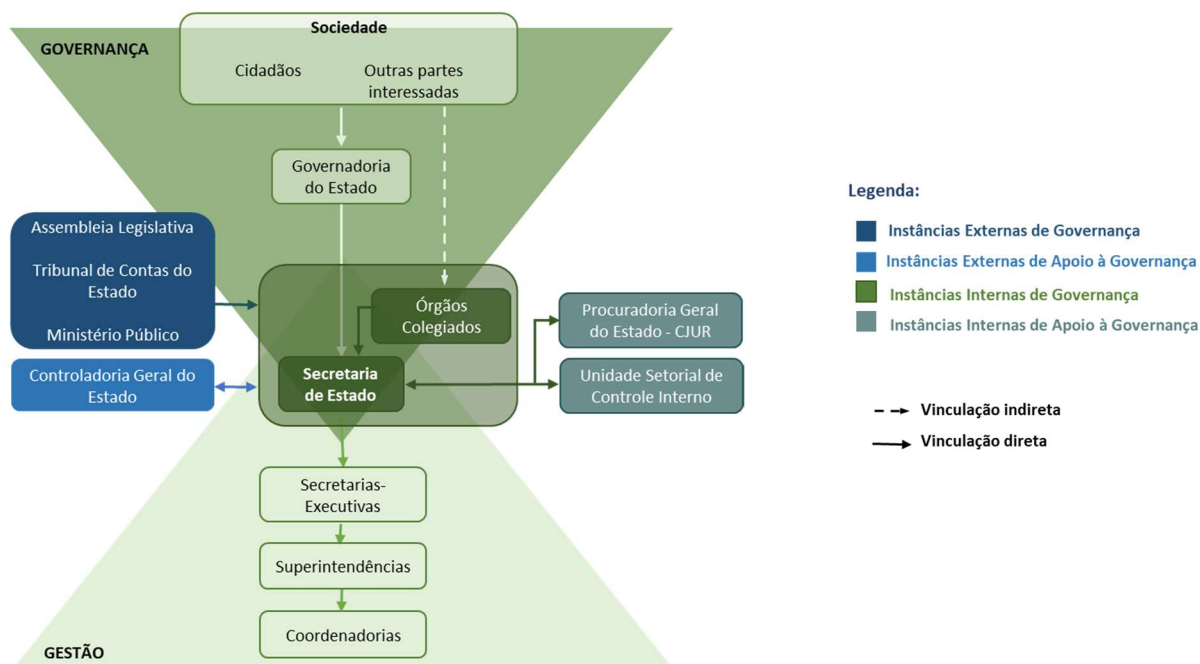 GOVERNANÇA
Sociedade
Cidadãos
Outras partes
interessadas
Governadoria
do Estado
Assembleia Legislativa
Tribunal de Contas do
Estado
Ministério Público
Controladoria Geral do
Estado
Órgãos
Colegiados
Secretaria
de Estado
Procuradoria Geral
do Estado - CJUR
Unidade Setorial de
Controle Interno
Secretarias-
Executivas
Superintendências
Coordenadorias
GESTÃO
Legenda:
Instâncias Externas de Governança
Instâncias Externas de Apoio à Governança
Instâncias Internas de Governança
Instâncias Internas de Apoio à Governança
Vinculação indireta
Vinculação direta